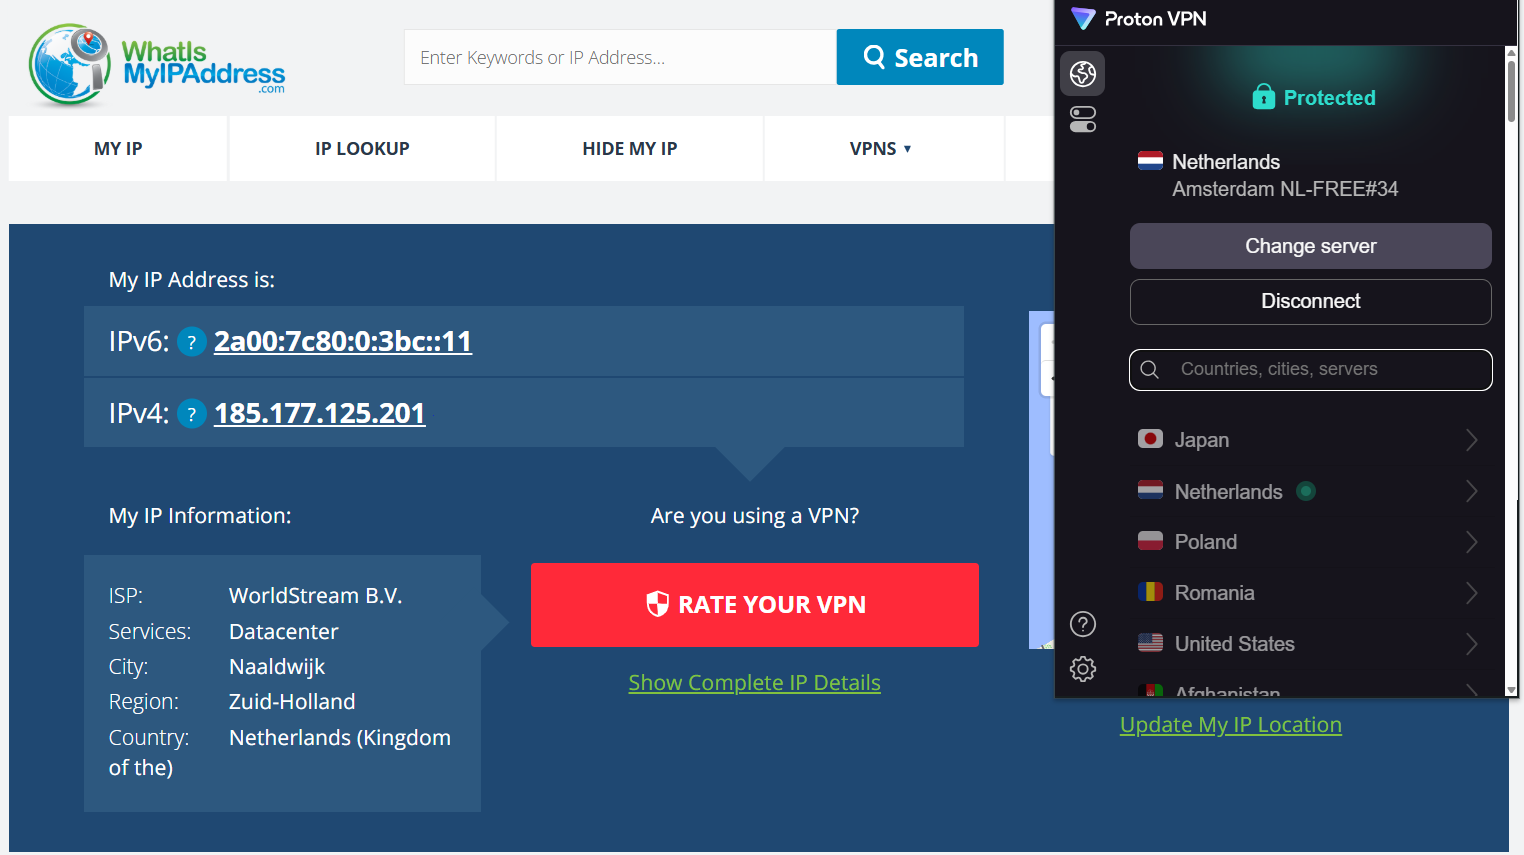 WhatIs
MyIPAddress
.com
Enter Keywords or IP Address...
Search
MY IP
IP LOOKUP
HIDE MY IP
VPNS ▾
My IP Address is:
IPv6: ? 2a00:7c80:0:3bc::11
IPv4: ? 185.177.125.201
My IP Information:
ISP: WorldStream B.V.
Services: Datacenter
City: Naaldwijk
Region: Zuid-Holland
Country: Netherlands (Kingdom
of the)
Are you using a VPN?
RATE YOUR VPN
Show Complete IP Details
Update My IP Location
Proton VPN
Protected
Netherlands
Amsterdam NL-FREE#34
Change server
Disconnect
Countries, cities, servers
Japan
Netherlands
Poland
Romania
United States
Afghanistan
?